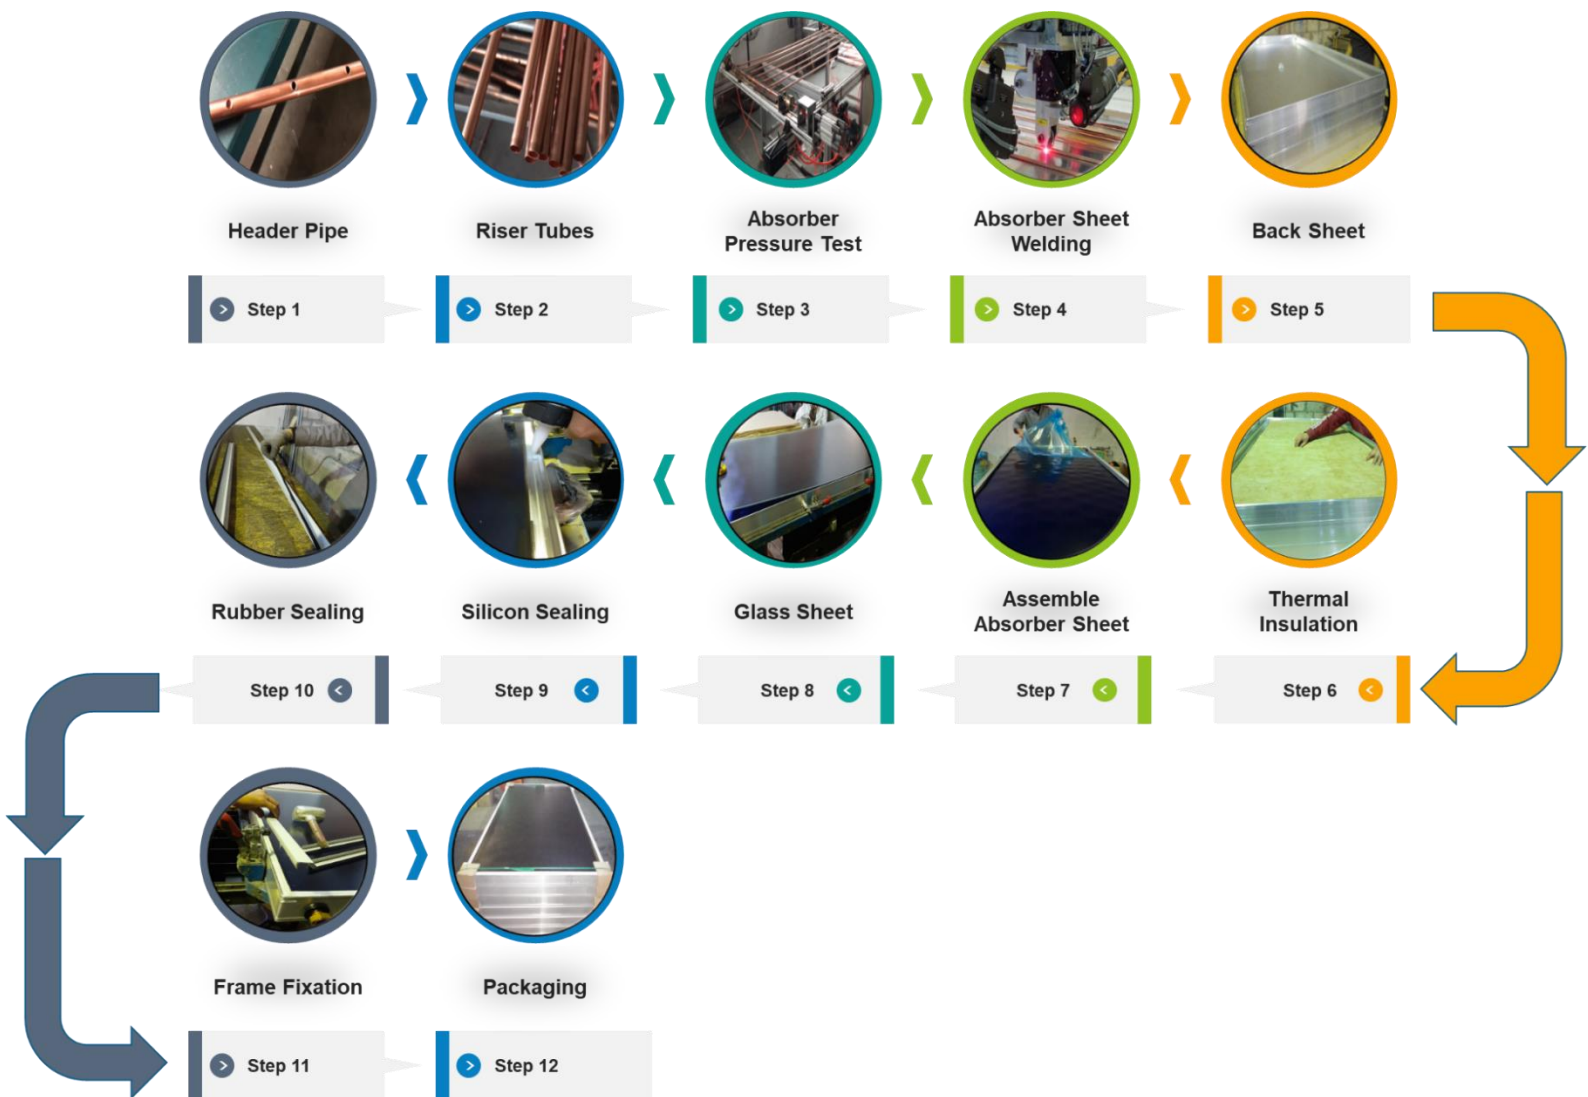 Header Pipe
Riser Tubes
Absorber
Pressure Test
Absorber Sheet
Welding
Back Sheet
Step 1
Step 2
Step 3
Step 4
Step 5
Rubber Sealing
Silicon Sealing
Glass Sheet
Assemble
Absorber Sheet
Thermal
Insulation
Step 10
Step 9
Step 8
Step 7
Step 6
Frame Fixation
Packaging
Step 11
Step 12